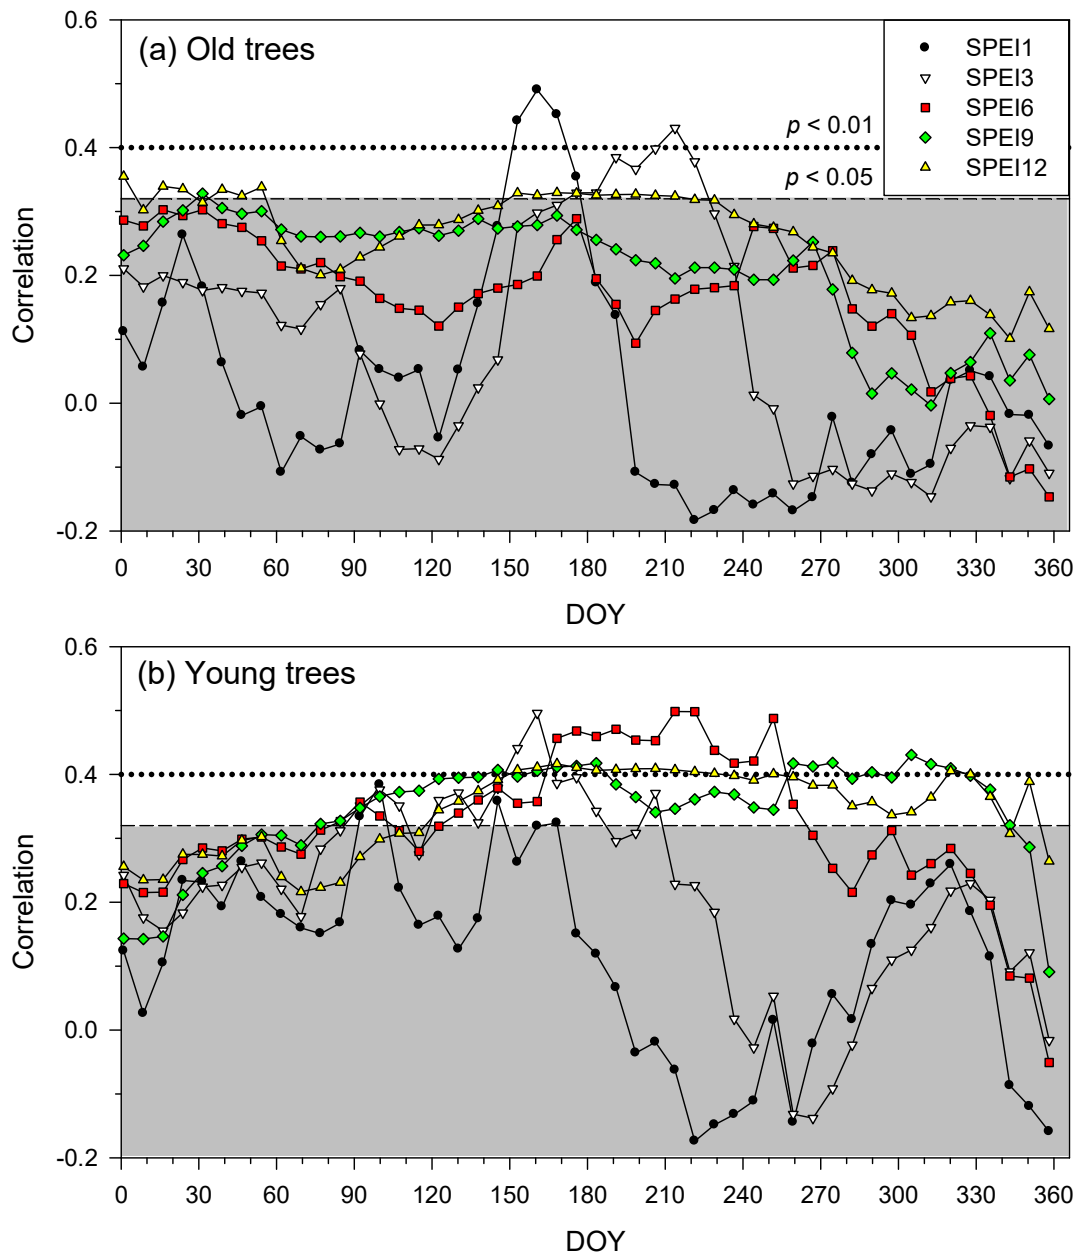 (a) Old trees
SPEI1
SPEI3
SPEI6
SPEI9
SPEI12
p < 0.01
p < 0.05
0.6
0.4
0.2
0.0
-0.2
Correlation
0 30 60 90 120 150 180 210 240 270 300 330 360
DOY
(b) Young trees
0.6
0.4
0.2
0.0
-0.2
Correlation
0 30 60 90 120 150 180 210 240 270 300 330 360
DOY